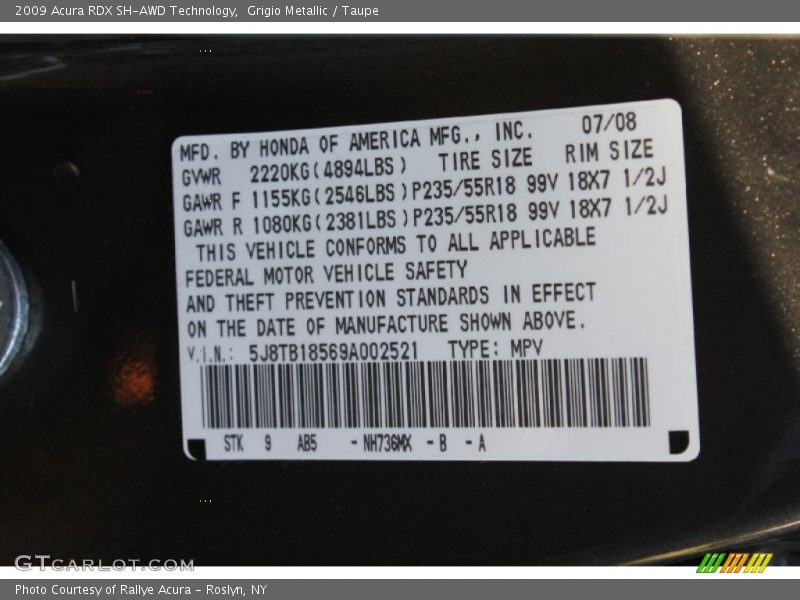 2009 Acura RDX SH-AWD Technology, Grigio Metallic / Taupe
MFD. BY HONDA OF AMERICA MFG., INC. 07/08
GVWR 2220KG(4894LBS) TIRE SIZE RIM SIZE
GAWR F 1155KG(2546LBS) P235/55R18 99V 18X7 1/2J
GAWR R 1080KG(2381LBS) P235/55R18 99V 18X7 1/2J
THIS VEHICLE CONFORMS TO ALL APPLICABLE
FEDERAL MOTOR VEHICLE SAFETY
AND THEFT PREVENTION STANDARDS IN EFFECT
ON THE DATE OF MANUFACTURE SHOWN ABOVE.
V.I.N.: 5J8TB18569A002521 TYPE: MPV
STK 9 AB5 - NH736MX - B - A
GTCARLOT.COM
Photo Courtesy of Rallye Acura - Roslyn, NY